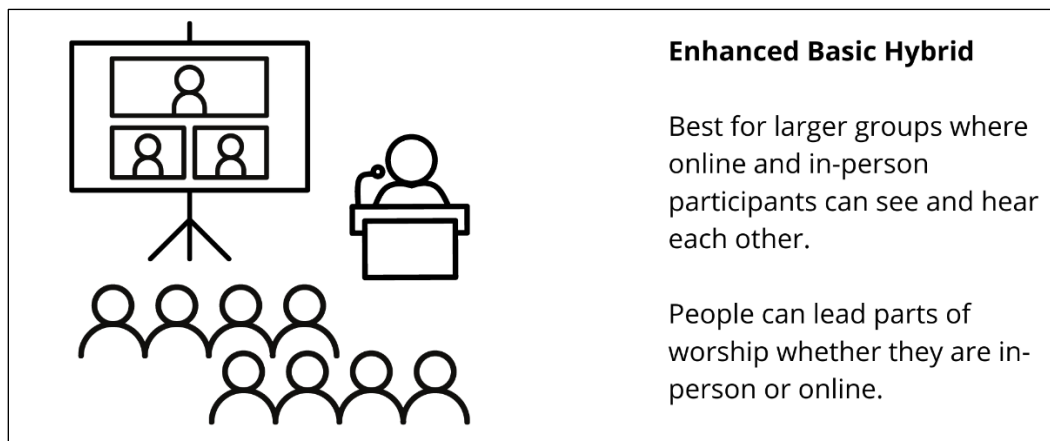 Enhanced Basic Hybrid
Best for larger groups where
online and in-person
participants can see and hear
each other.
People can lead parts of
worship whether they are in-
person or online.